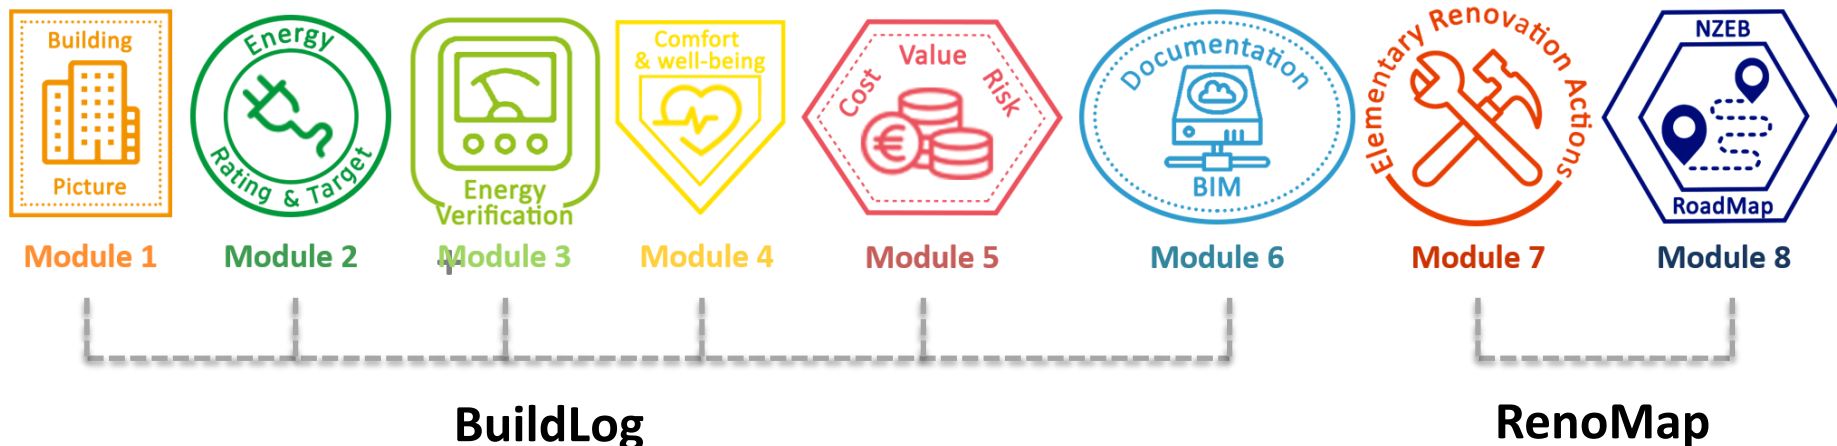 Building
Picture
Energy
Rating & Target
Energy
Verification
Comfort
& well-being
Cost
Value
Risk
€
Documentation
BIM
Elementary Renovation Actions
NZEB
RoadMap
Module 1
Module 2
Module 3
Module 4
Module 5
Module 6
Module 7
Module 8
BuildLog
RenoMap